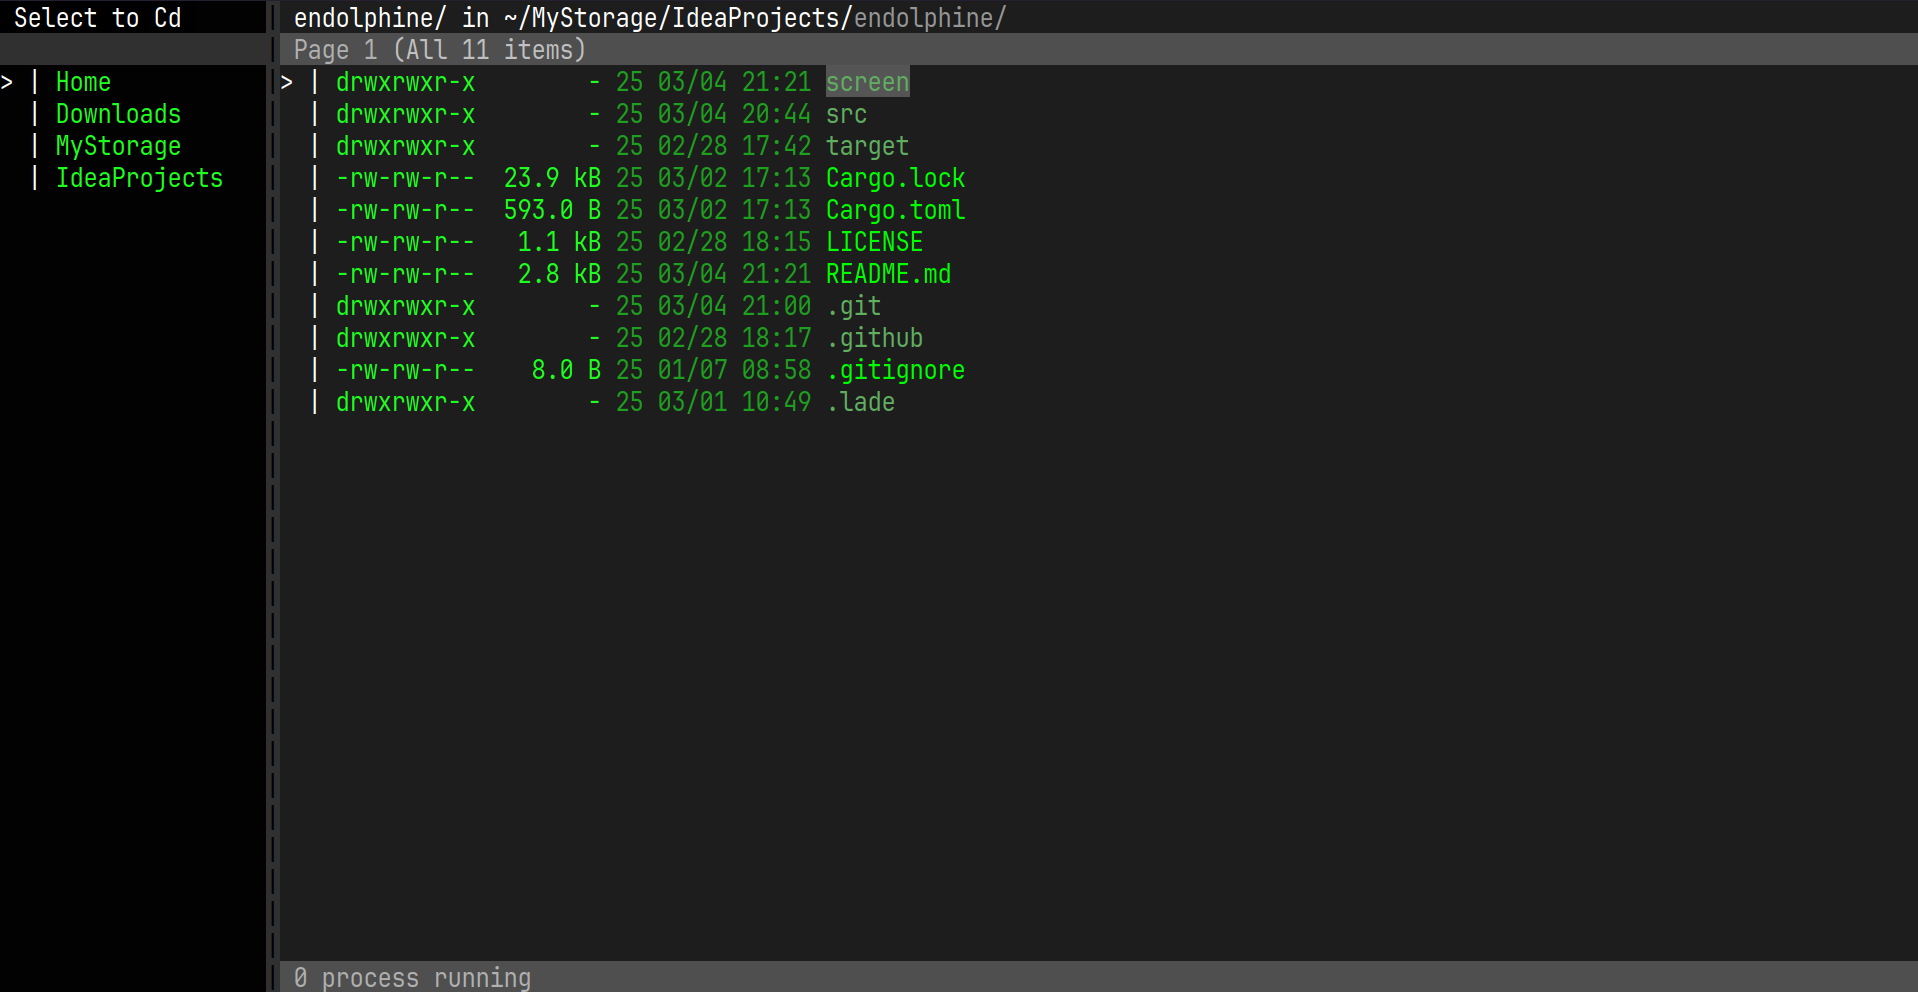 Select to Cd
> | Home
| Downloads
| MyStorage
| IdeaProjects
endolphine/ in ~/MyStorage/IdeaProjects/endolphine/
Page 1 (All 11 items)
> | drwxrwxr-x - 25 03/04 21:21 screen
| drwxrwxr-x - 25 03/04 20:44 src
| drwxrwxr-x - 25 02/28 17:42 target
| -rw-rw-r-- 23.9 kB 25 03/02 17:13 Cargo.lock
| -rw-rw-r-- 593.0 B 25 03/02 17:13 Cargo.toml
| -rw-rw-r-- 1.1 kB 25 02/28 18:15 LICENSE
| -rw-rw-r-- 2.8 kB 25 03/04 21:21 README.md
| drwxrwxr-x - 25 03/04 21:00 .git
| drwxrwxr-x - 25 02/28 18:17 .github
| -rw-rw-r-- 8.0 B 25 01/07 08:58 .gitignore
| drwxrwxr-x - 25 03/01 10:49 .lade
0 process running